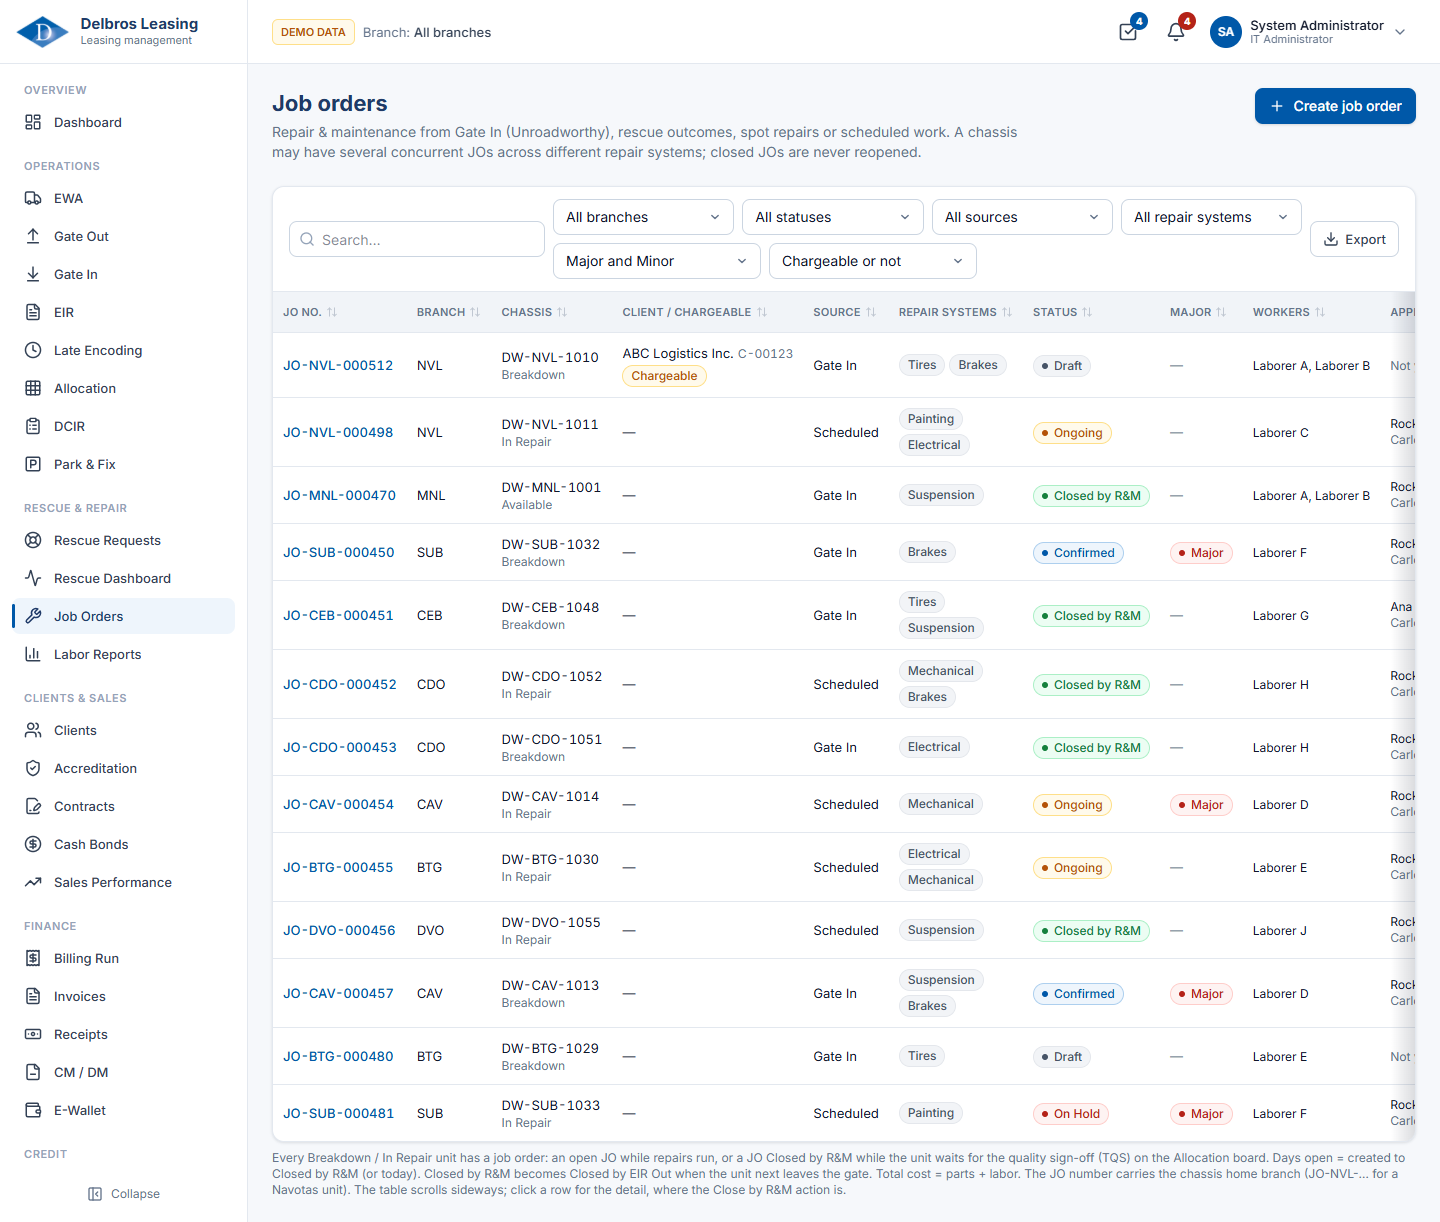 Delbros Leasing
Leasing management
DEMO DATA
Branch: All branches
4
4
SA
System Administrator
IT Administrator
OVERVIEW
Dashboard
OPERATIONS
EWA
Gate Out
Gate In
EIR
Late Encoding
Allocation
DCIR
Park & Fix
RESCUE & REPAIR
Rescue Requests
Rescue Dashboard
Job Orders
Labor Reports
CLIENTS & SALES
Clients
Accreditation
Contracts
Cash Bonds
Sales Performance
FINANCE
Billing Run
Invoices
Receipts
CM / DM
E-Wallet
CREDIT
Collapse
Job orders
Create job order
Repair & maintenance from Gate In (Unroadworthy), rescue outcomes, spot repairs or scheduled work. A chassis
may have several concurrent JOs across different repair systems; closed JOs are never reopened.
Search...
All branches
All statuses
All sources
All repair systems
Major and Minor
Chargeable or not
Export
JO NO. BRANCH CHASSIS CLIENT / CHARGEABLE SOURCE REPAIR SYSTEMS STATUS MAJOR WORKERS
JO-NVL-000512 NVL DW-NVL-1010 Breakdown ABC Logistics Inc. C-00123 Chargeable Gate In Tires Brakes Draft — Laborer A, Laborer B Not
JO-NVL-000498 NVL DW-NVL-1011 In Repair — Scheduled Painting Electrical Ongoing — Laborer C
JO-MNL-000470 MNL DW-MNL-1001 Available — Gate In Suspension Closed by R&M — Laborer A, Laborer B
JO-SUB-000450 SUB DW-SUB-1032 Breakdown — Gate In Brakes Confirmed Major Laborer F
JO-CEB-000451 CEB DW-CEB-1048 Breakdown — Gate In Tires Suspension Closed by R&M — Laborer G Ana
JO-CDO-000452 CDO DW-CDO-1052 In Repair — Scheduled Mechanical Brakes Closed by R&M — Laborer H
JO-CDO-000453 CDO DW-CDO-1051 Breakdown — Gate In Electrical Closed by R&M — Laborer H
JO-CAV-000454 CAV DW-CAV-1014 In Repair — Scheduled Mechanical Ongoing Major Laborer D
JO-BTG-000455 BTG DW-BTG-1030 In Repair — Scheduled Electrical Mechanical Ongoing — Laborer E
JO-DVO-000456 DVO DW-DVO-1055 In Repair — Scheduled Suspension Closed by R&M — Laborer J
JO-CAV-000457 CAV DW-CAV-1013 Breakdown — Gate In Suspension Brakes Confirmed Major Laborer D
JO-BTG-000480 BTG DW-BTG-1029 Breakdown — Gate In Tires Draft — Laborer E Not
JO-SUB-000481 SUB DW-SUB-1033 In Repair — Scheduled Painting On Hold Major Laborer F
Every Breakdown / In Repair unit has a job order: an open JO while repairs run, or a JO Closed by R&M while the unit waits for the quality sign-off (TQS) on the Allocation board. Days open = created to
Closed by R&M (or today). Closed by R&M becomes Closed by EIR Out when the unit next leaves the gate. Total cost = parts + labor. The JO number carries the chassis home branch (JO-NVL-... for a
Navotas unit). The table scrolls sideways; click a row for the detail, where the Close by R&M action is.